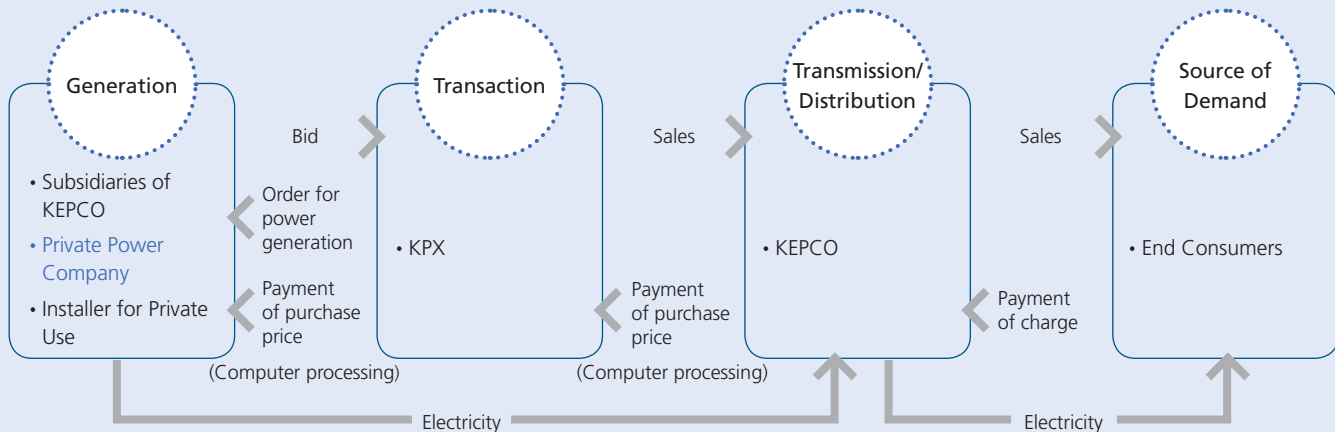 Generation
Transaction
Transmission/
Distribution
Source of
Demand
Bid
Sales
Sales
• Subsidiaries of
KEPCO
• Private Power
Company
• Installer for Private
Use
Order for
power
generation
• KPX
• KEPCO
• End Consumers
Payment
of purchase
price
Payment
of purchase
price
Payment
of charge
(Computer processing)
(Computer processing)
Electricity
Electricity